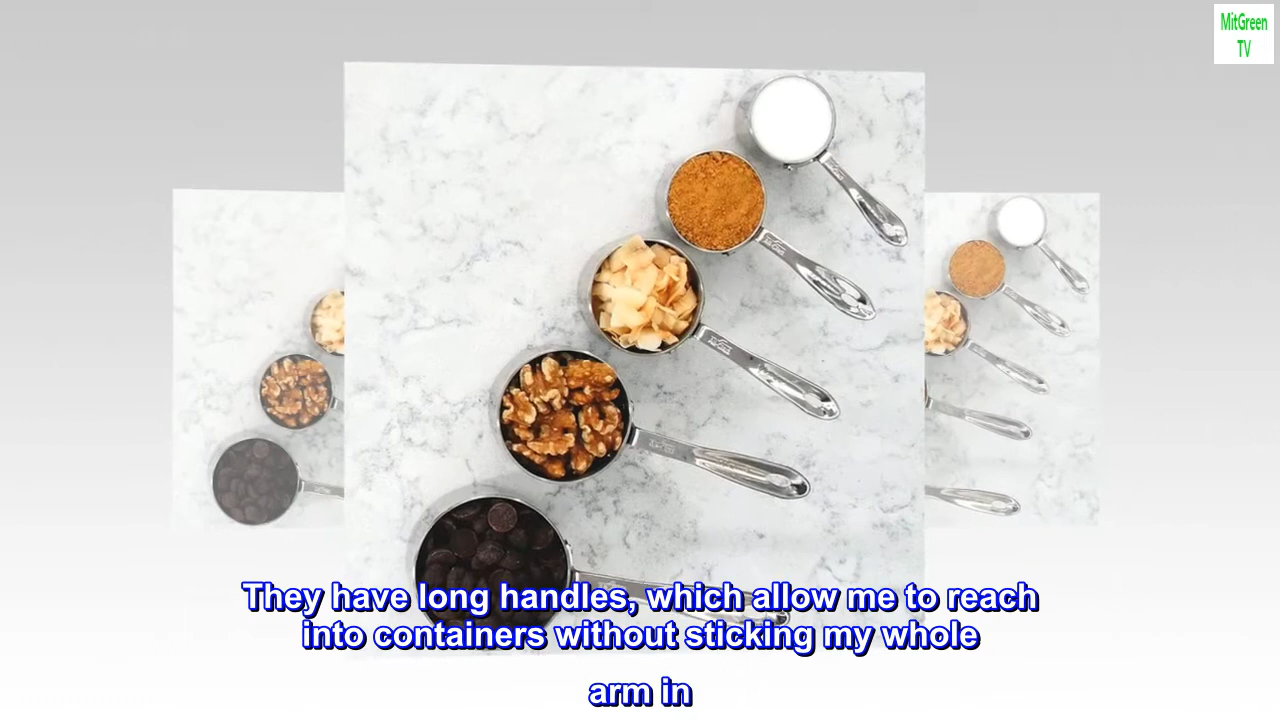 MitGreen
TV
They have long handles, which allow me to reach
into containers without sticking my whole
arm in